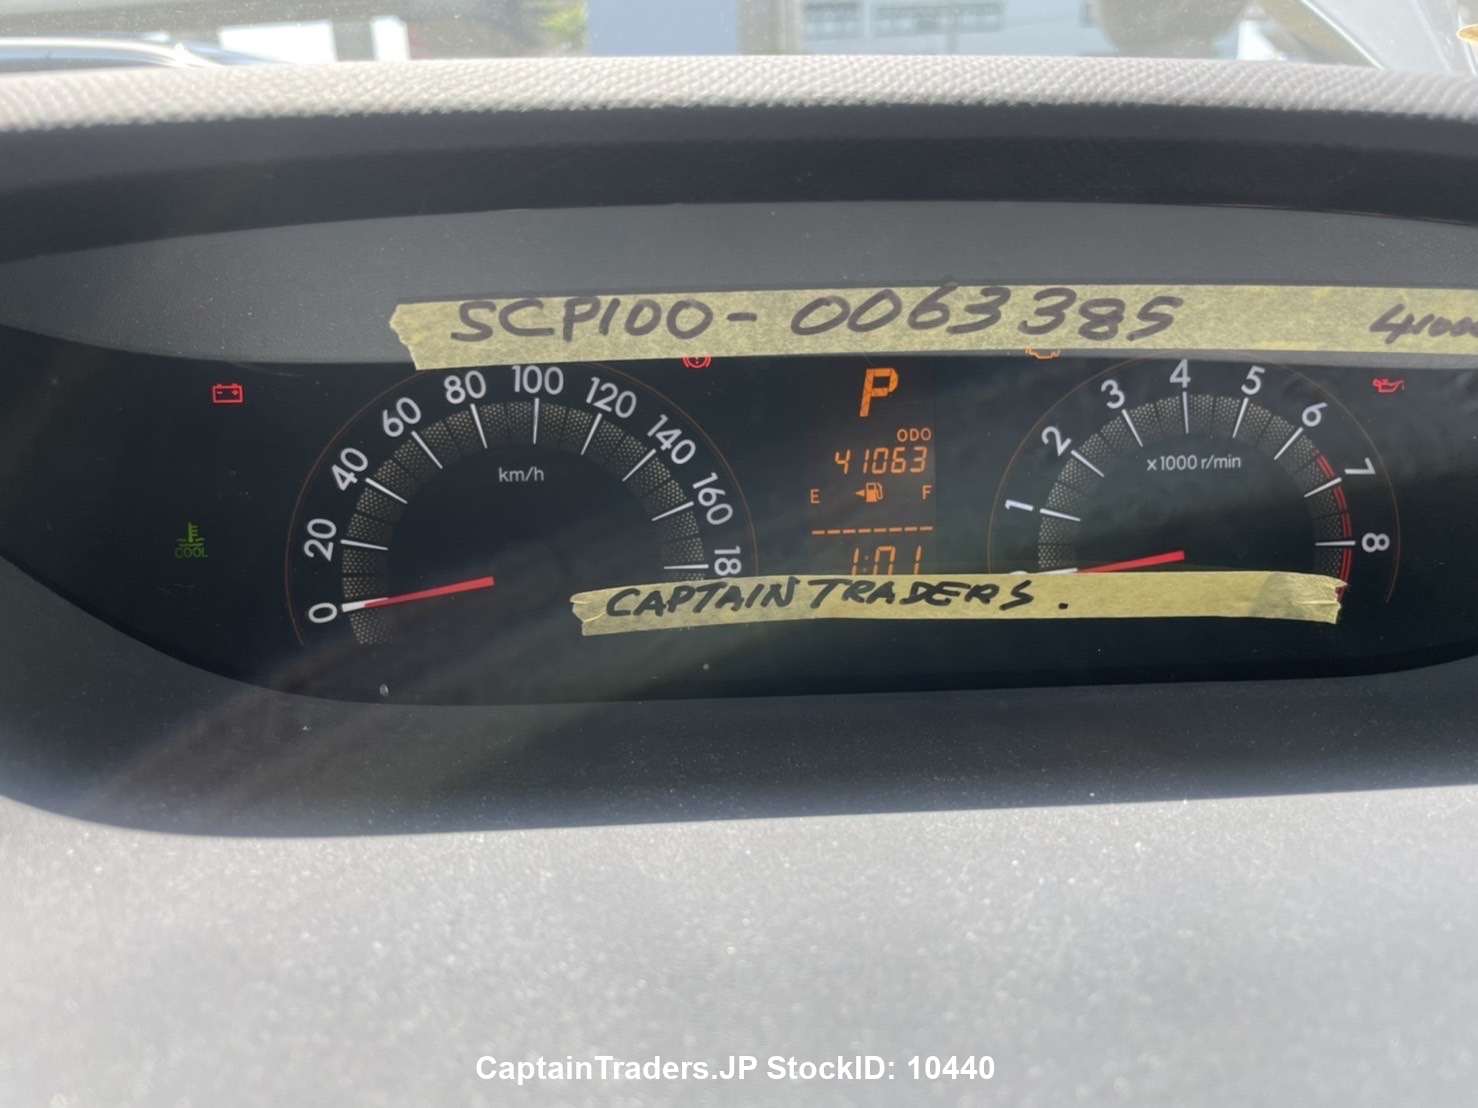 SCP100-0063385
P
ODO
41063
E F
1:01
0 20 40 60 80 100 120 140 160 18
km/h
1 2 3 4 5 6 7 8
x1000 r/min
COOL
CAPTAIN TRADERS.
CaptainTraders.JP StockID: 10440